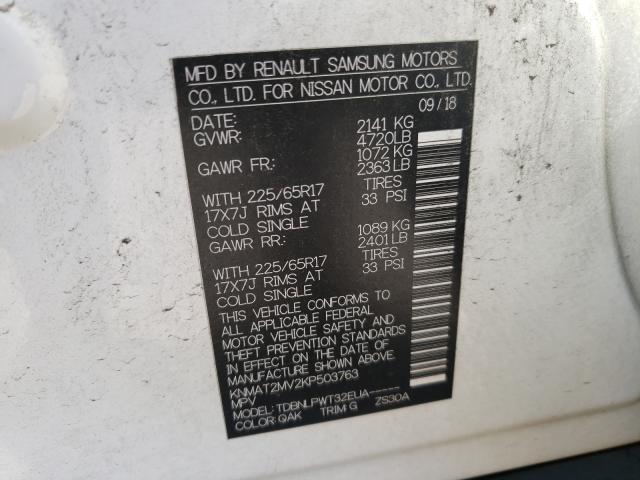 MFD BY RENAULT SAMSUNG MOTORS
CO., LTD. FOR NISSAN MOTOR CO., LTD.
DATE: 09/18
GVWR: 2141 KG 4720LB
GAWR FR: 1072 KG 2363LB
WITH 225/65R17 TIRES
17X7J RIMS AT 33 PSI
COLD SINGLE
GAWR RR: 1089 KG 2401LB
WITH 225/65R17 TIRES
17X7J RIMS AT 33 PSI
COLD SINGLE
THIS VEHICLE CONFORMS TO
ALL APPLICABLE FEDERAL
MOTOR VEHICLE SAFETY AND
THEFT PREVENTION STANDARDS
IN EFFECT ON THE DATE OF
MANUFACTURE SHOWN ABOVE.
KNMAT2MV2KP503763
MPV
MODEL: TDBNLPWT32EUA------
COLOR: QAK TRIM: G ZS30A